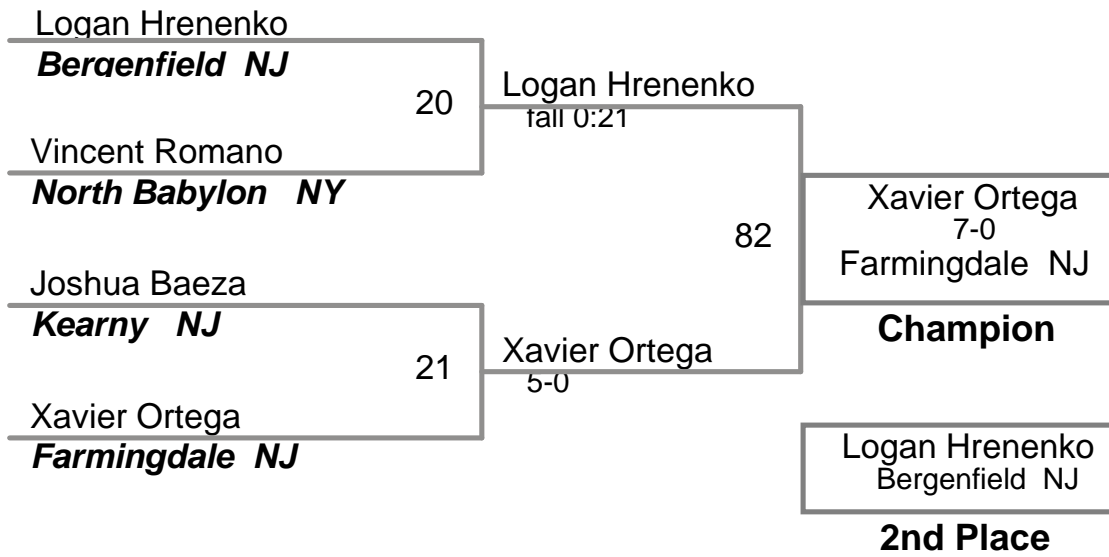 Logan Hrenenko
Bergenfield NJ
20
Vincent Romano
North Babylon NY
Logan Hrenenko
fall 0:21
Joshua Baeza
Kearny NJ
21
Xavier Ortega
Farmingdale NJ
Xavier Ortega
5-0
82
Xavier Ortega
7-0
Farmingdale NJ
Champion
Logan Hrenenko
Bergenfield NJ
2nd Place